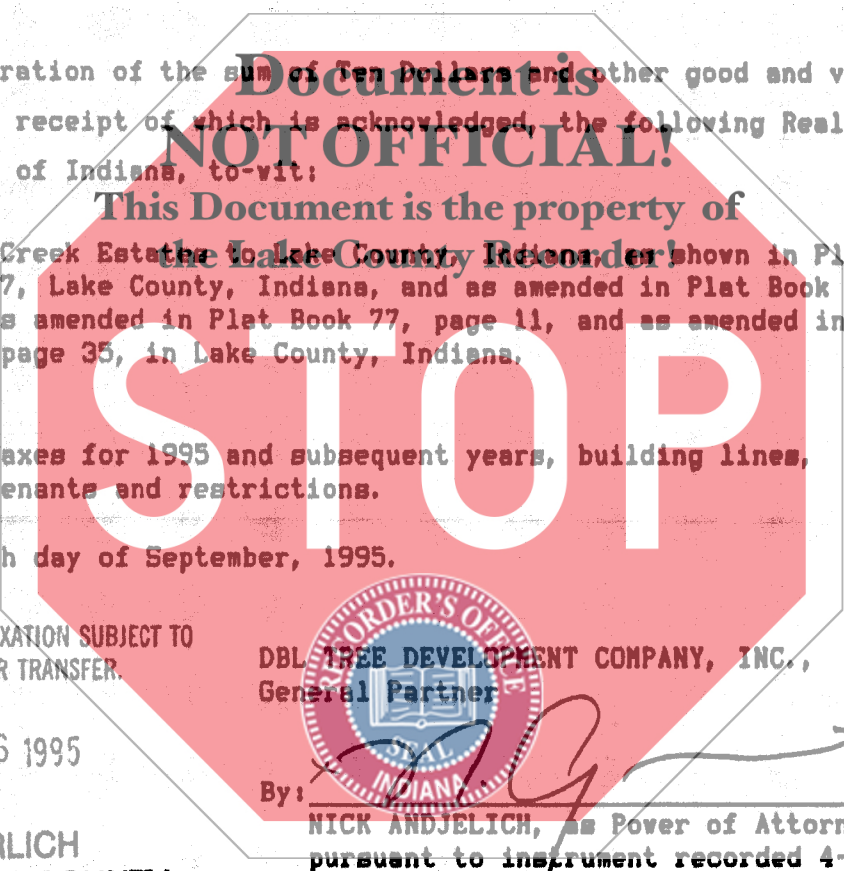 ration of the sum of Ten Dollars and other good and v
Document is
receipt of which is acknowledged, the following Real
NOT OFFICIAL!
of Indiana, to-wit:
This Document is the property of
the Lake County Recorder!
Creek Estates to Lake County, Indiana, as shown in Pl
7, Lake County, Indiana, and as amended in Plat Book
s amended in Plat Book 77, page 11, and as amended in
page 35, in Lake County, Indiana.
STOP
axes for 1995 and subsequent years, building lines,
enants and restrictions.
h day of September, 1995.
RECORDER'S OFFICE
SEAL
INDIANA
XATION SUBJECT TO
R TRANSFER.
DBL TREE DEVELOPMENT COMPANY, INC.,
General Partner
6 1995
By:
NICK ANDJELICH, as Power of Attorn
RLICH
pursuant to instrument recorded 4-